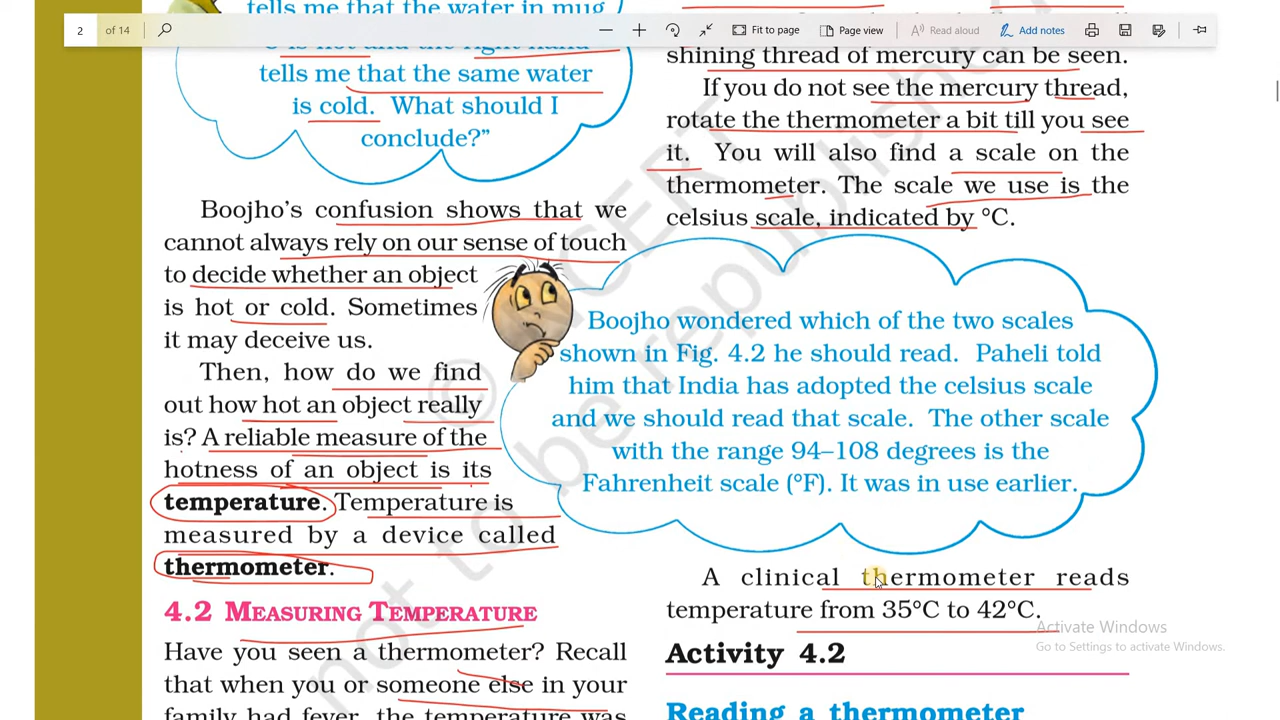 tells me that the water in mug
2 of 14
Fit to page
Page view
Read aloud
Add notes
tells me that the same water
is cold. What should I
conclude?"
Boojho's confusion shows that we
cannot always rely on our sense of touch
to decide whether an object
is hot or cold. Sometimes
it may deceive us.
Then, how do we find
out how hot an object really
is? A reliable measure of the
hotness of an object is its
temperature. Temperature is
measured by a device called
thermometer.
4.2 MEASURING TEMPERATURE
Have you seen a thermometer? Recall
that when you or someone else in your
family had fever, the temperature was
shining thread of mercury can be seen.
If you do not see the mercury thread,
rotate the thermometer a bit till you see
it. You will also find a scale on the
thermometer. The scale we use is the
celsius scale, indicated by °C.
Boojho wondered which of the two scales
shown in Fig. 4.2 he should read. Paheli told
him that India has adopted the celsius scale
and we should read that scale. The other scale
with the range 94–108 degrees is the
Fahrenheit scale (°F). It was in use earlier.
A clinical thermometer reads
temperature from 35°C to 42°C.
Activity 4.2
Reading a thermometer
Activate Windows
Go to Settings to activate Windows.
© NCERT
not to be republished